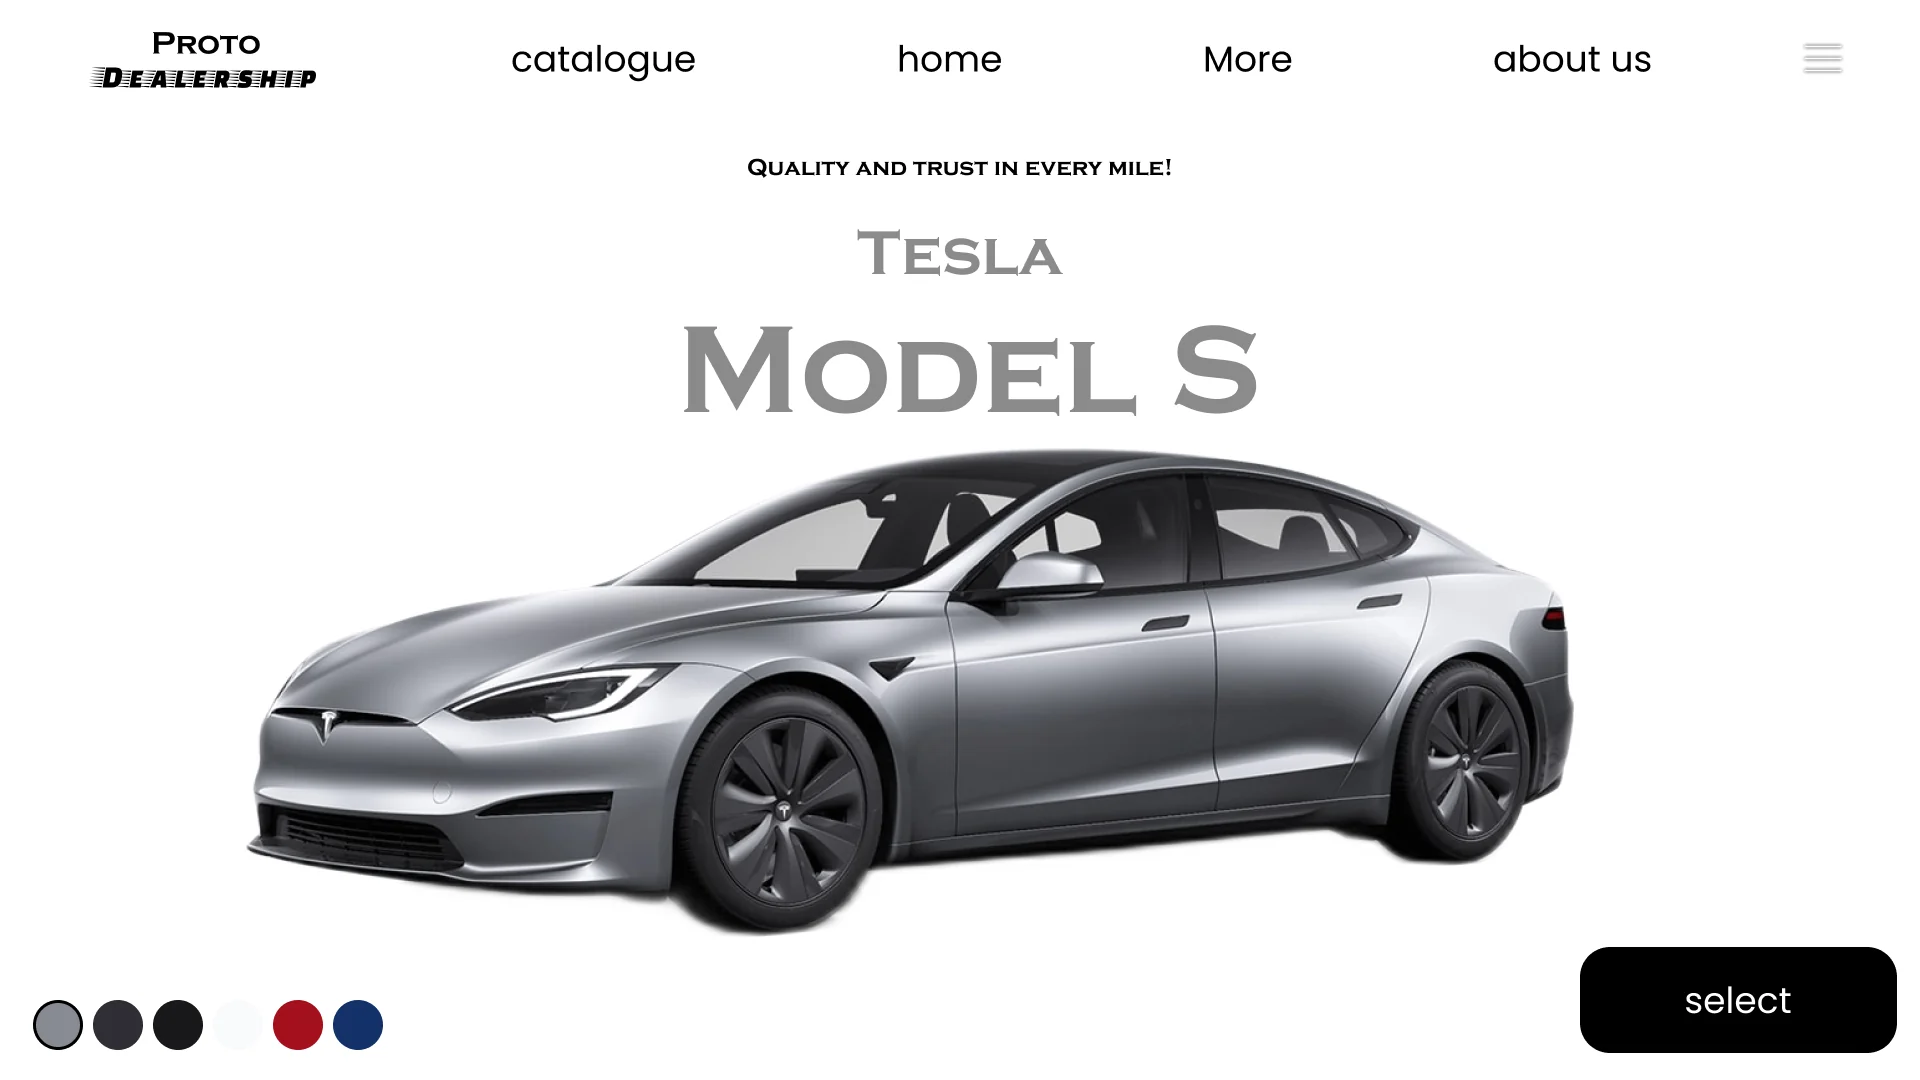 Proto
Dealership
catalogue
home
More
about us
Quality and trust in every mile!
Tesla
Model S
select